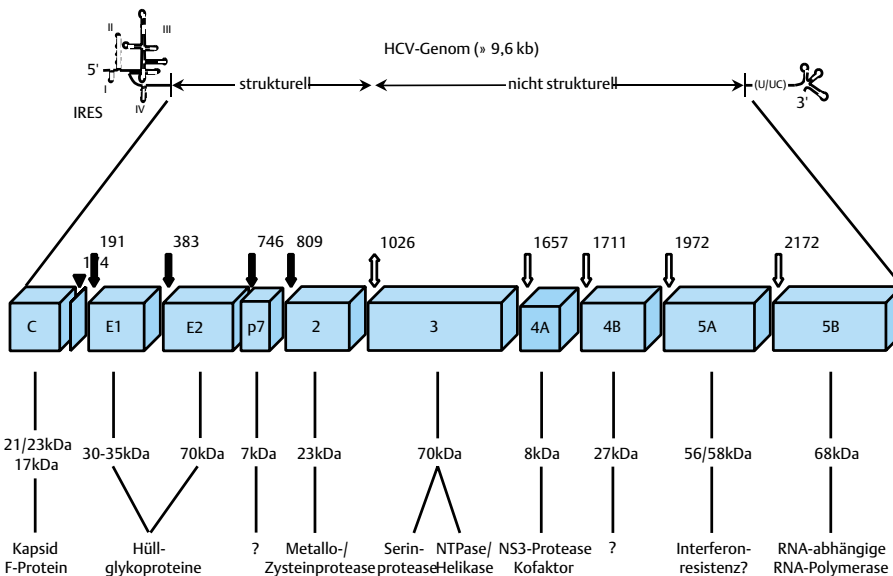 HCV-Genom (» 9,6 kb)
II
III
5'
I
IV
IRES
strukturell
nicht strukturell
(U/UC)
3'
191
174
383
746
809
1026
1657
1711
1972
2172
C
E1
E2
p7
2
3
4A
4B
5A
5B
21/23kDa
17kDa
30-35kDa
70kDa
7kDa
23kDa
70kDa
8kDa
27kDa
56/58kDa
68kDa
Kapsid
F-Protein
Hüll-
glykoproteine
?
Metallo-/
Zysteinprotease
Serin-
protease
NTPase/
Helikase
NS3-Protease
Kofaktor
?
Interferon-
resistenz?
RNA-abhängige
RNA-Polymerase